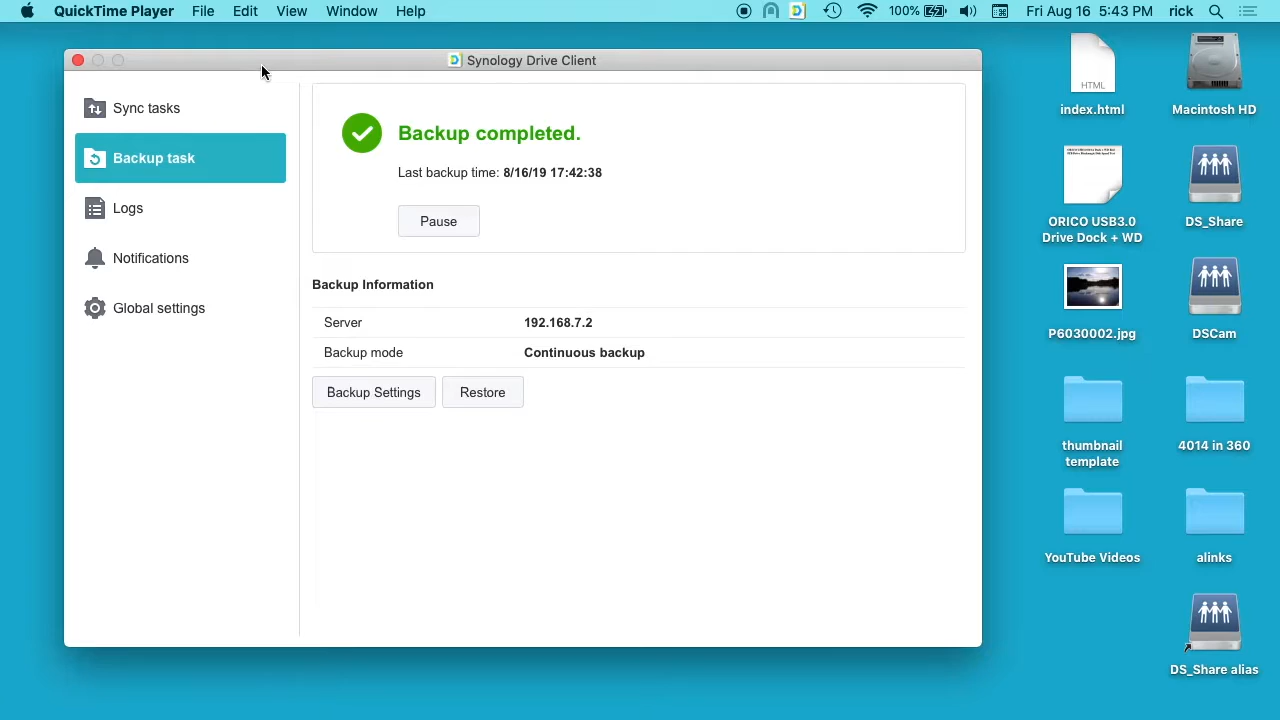 QuickTime Player File Edit View Window Help 100% Fri Aug 16 5:43 PM rick
Synology Drive Client
Sync tasks
Backup task
Logs
Notifications
Global settings
Backup completed.
Last backup time: 8/16/19 17:42:38
Pause
Backup Information
Server 192.168.7.2
Backup mode Continuous backup
Backup Settings Restore
HTML
index.html
Macintosh HD
ORICO USB3.0
Drive Dock + WD
DS_Share
P6030002.jpg
DSCam
thumbnail
template
4014 in 360
YouTube Videos
alinks
DS_Share alias